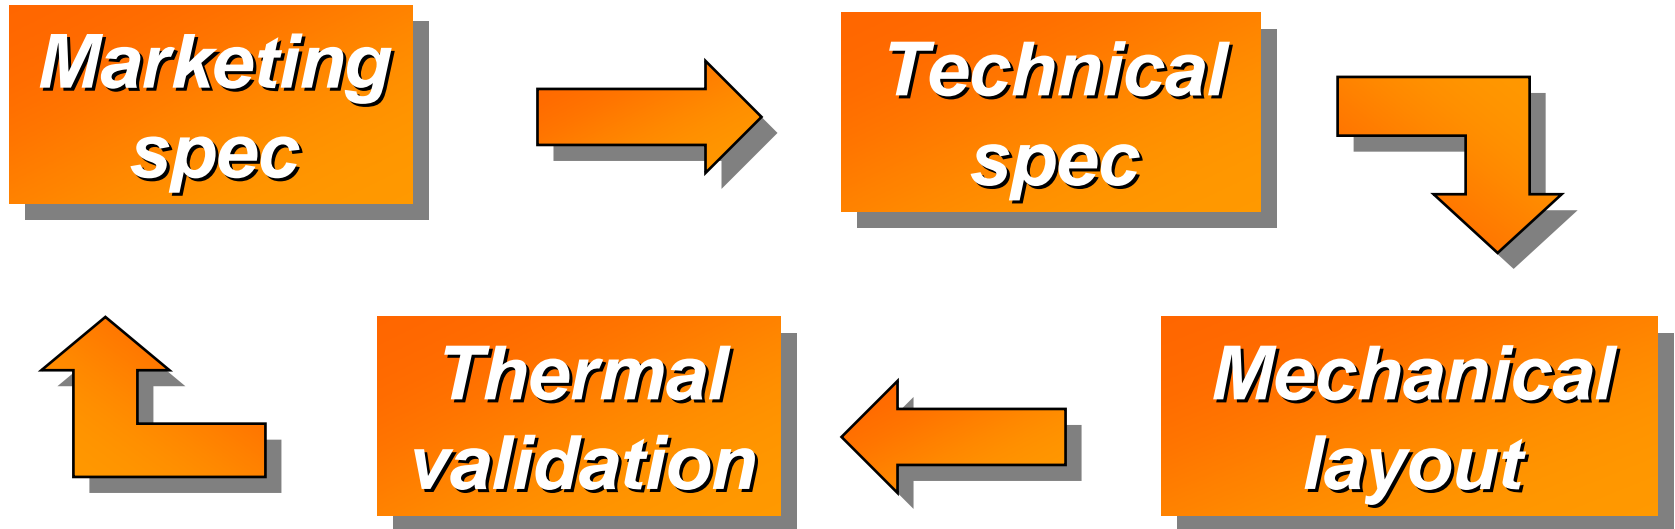 Marketing
spec
Technical
spec
Thermal
validation
Mechanical
layout